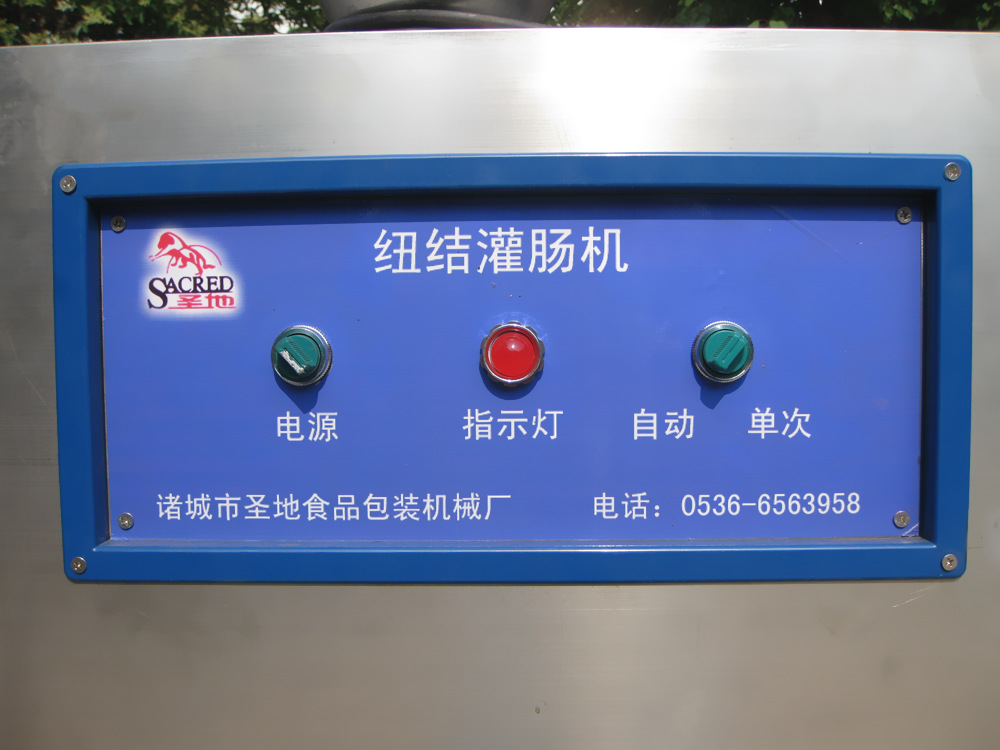 纽结灌肠机
SACRED
圣地
电源
指示灯
自动 单次
诸城市圣地食品包装机械厂 电话：0536-6563958